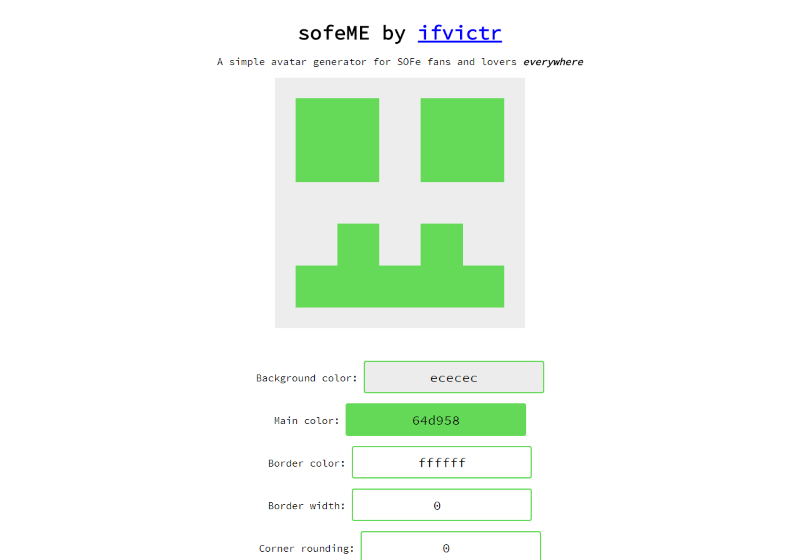 sofeME by ifvictr
A simple avatar generator for SOFe fans and lovers everywhere
Background color: ececec
Main color: 64d958
Border color: ffffff
Border width: 0
Corner rounding: 0